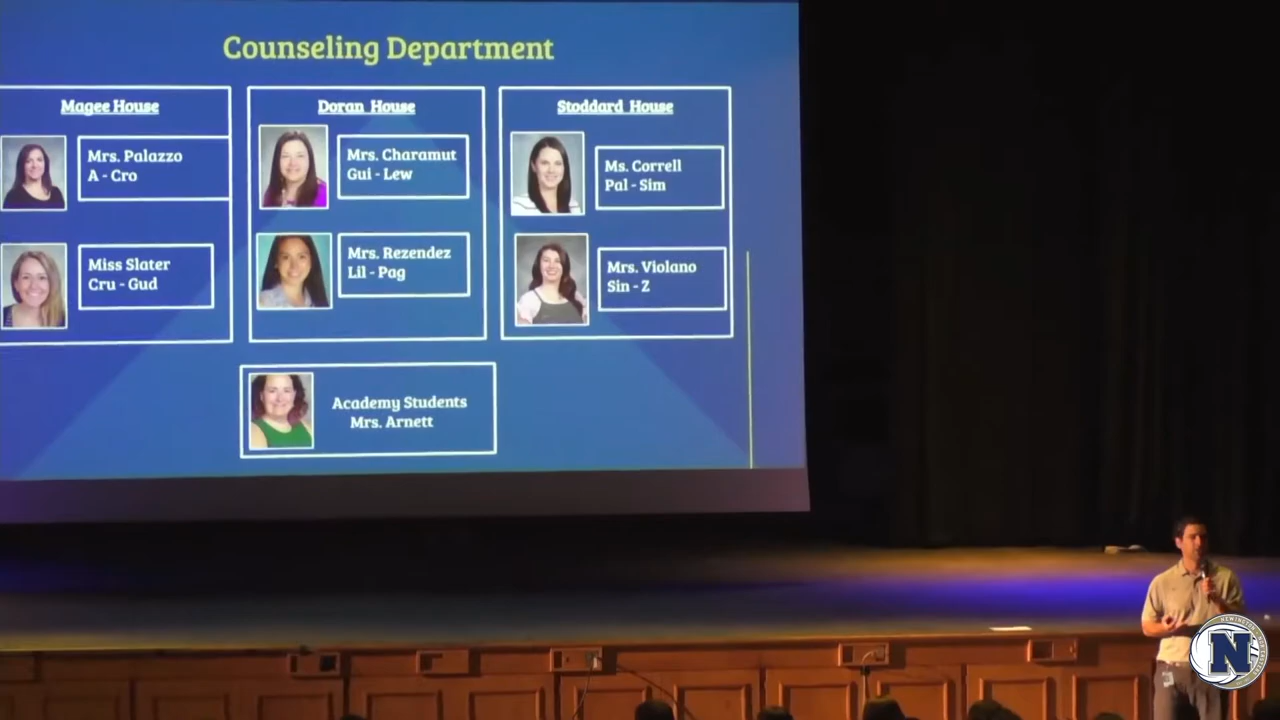 Counseling Department
Magee House
Mrs. Palazzo
A - Cro
Miss Slater
Cru - Gud
Doran House
Mrs. Charamut
Gui - Lew
Mrs. Rezendez
Lil - Pag
Stoddard House
Ms. Correll
Pal - Sim
Mrs. Violano
Sin - Z
Academy Students
Mrs. Arnett
N